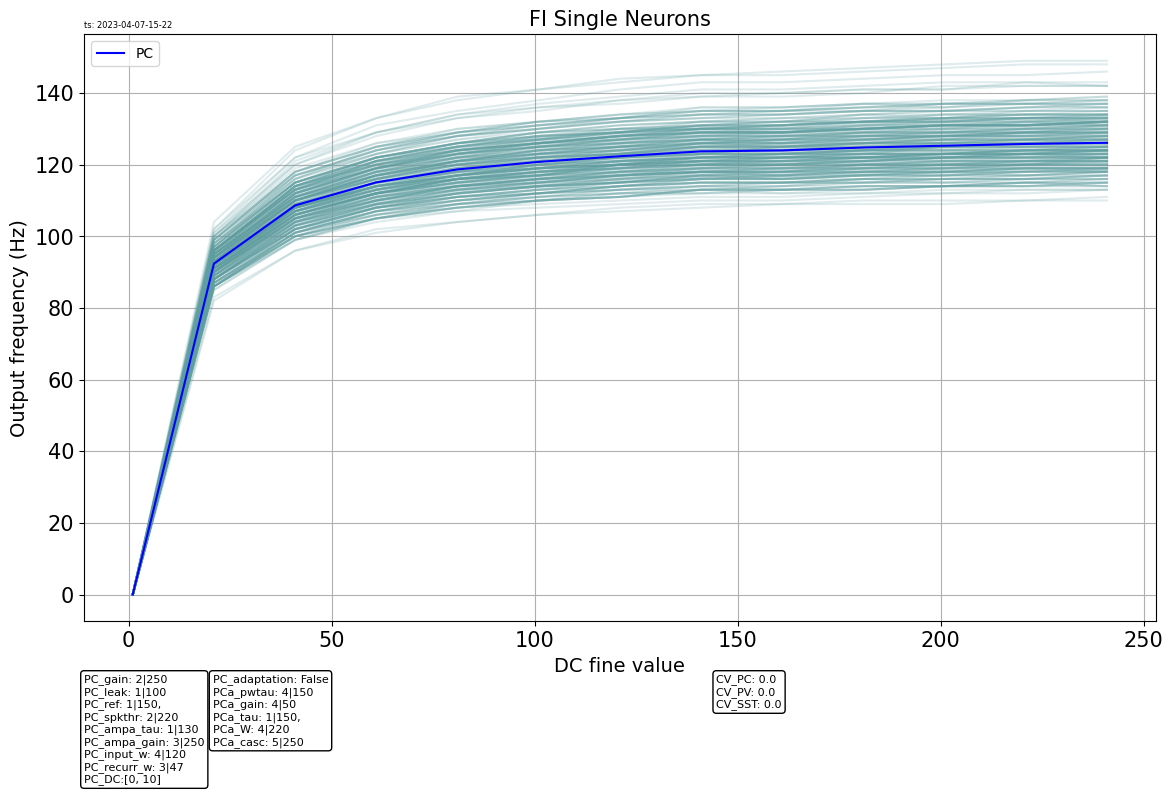 FI Single Neurons
ts: 2023-04-07-15-22
PC
Output frequency (Hz)
140
120
100
80
60
40
20
0
0 50 100 150 200 250
DC fine value
PC_gain: 2|250
PC_leak: 1|100
PC_ref: 1|150,
PC_spkthr: 2|220
PC_ampa_tau: 1|130
PC_ampa_gain: 3|250
PC_input_w: 4|120
PC_recurr_w: 3|47
PC_DC:[0, 10]
PC_adaptation: False
PCa_pwtau: 4|150
PCa_gain: 4|50
PCa_tau: 1|150,
PCa_W: 4|220
PCa_casc: 5|250
CV_PC: 0.0
CV_PV: 0.0
CV_SST: 0.0